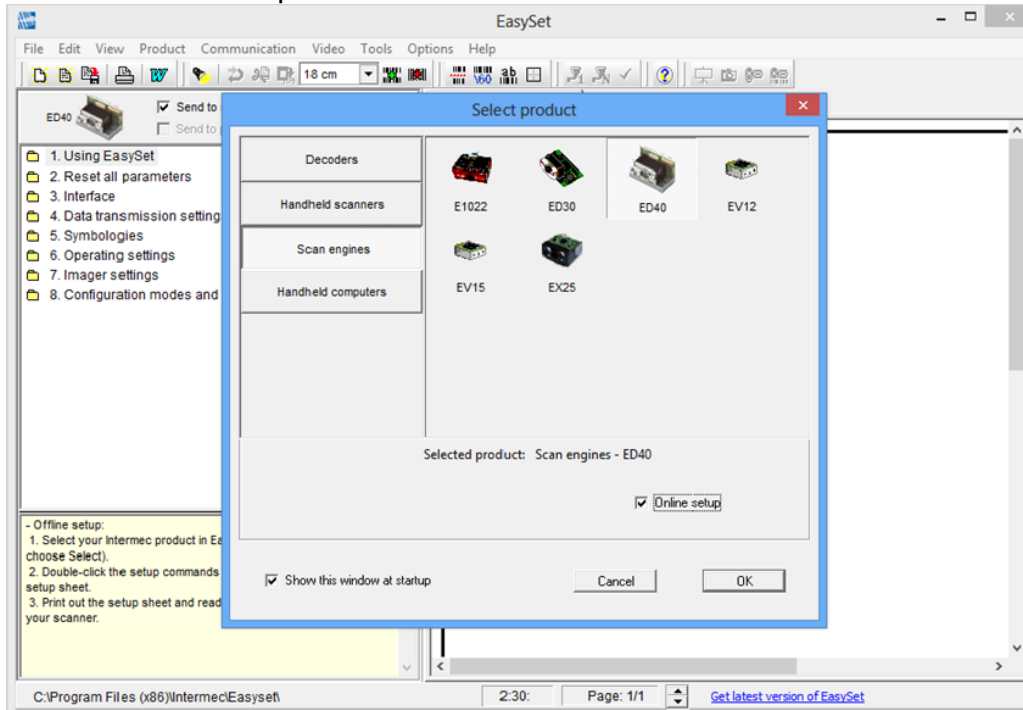 EasySet
File Edit View Product Communication Video Tools Options Help
18 cm
ED40
Send to
Send to
1. Using EasySet
2. Reset all parameters
3. Interface
4. Data transmission setting
5. Symbologies
6. Operating settings
7. Imager settings
8. Configuration modes and
- Offline setup:
1. Select your Intermec product in Ea
choose Select).
2. Double-click the setup commands
setup sheet.
3. Print out the setup sheet and read
your scanner.
Select product
Decoders
Handheld scanners
Scan engines
Handheld computers
E1022 ED30 ED40 EV12
EV15 EX25
Selected product: Scan engines - ED40
Online setup
Show this window at startup
Cancel OK
C:\Program Files (x86)\Intermec\Easyset\ 2:30: Page: 1/1 Get latest version of EasySet